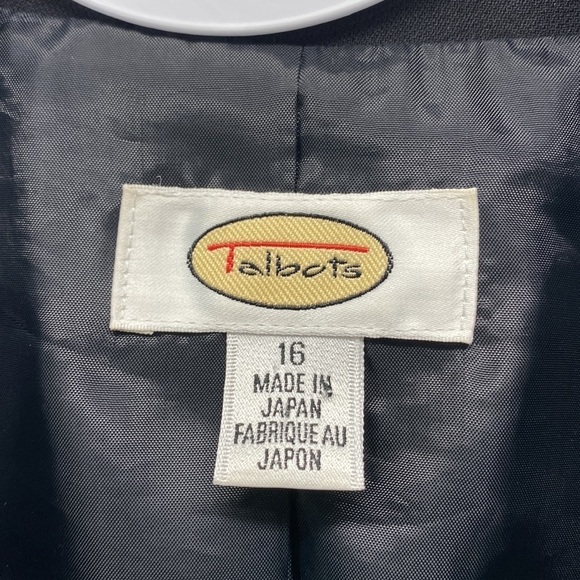 Talbots
16
MADE IN
JAPAN
FABRIQUE AU
JAPON